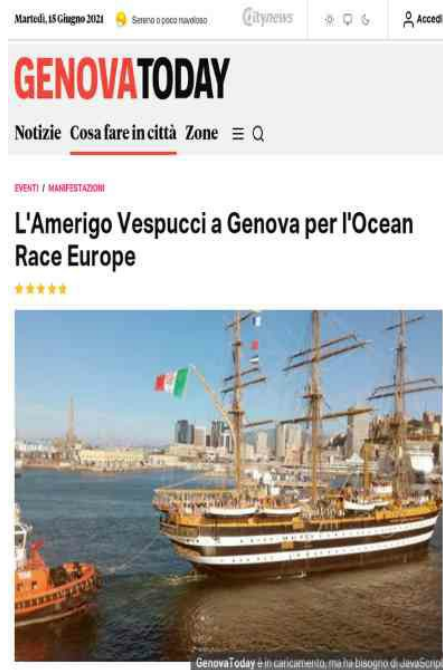 Martedì, 15 Giugno 2021 Sereno o poco nuvoloso Citynews Accedi
GENOVATODAY
Notizie Cosa fare in città Zone
EVENTI / MANIFESTAZIONI
L'Amerigo Vespucci a Genova per l'Ocean
Race Europe
GenovaToday è in caricamento, ma ha bisogno di JavaScrip